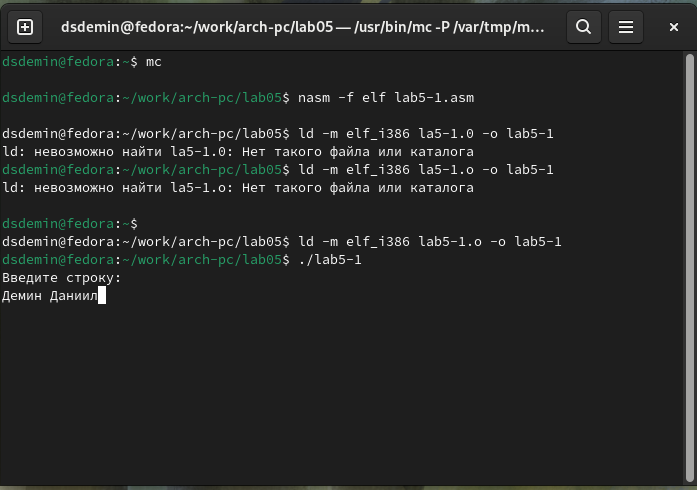 dsdemin@fedora:~/work/arch-pc/lab05 — /usr/bin/mc -P /var/tmp/m...
dsdemin@fedora:~$ mc
dsdemin@fedora:~/work/arch-pc/lab05$ nasm -f elf lab5-1.asm
dsdemin@fedora:~/work/arch-pc/lab05$ ld -m elf_i386 la5-1.0 -o lab5-1
ld: невозможно найти la5-1.0: Нет такого файла или каталога
dsdemin@fedora:~/work/arch-pc/lab05$ ld -m elf_i386 la5-1.o -o lab5-1
ld: невозможно найти la5-1.o: Нет такого файла или каталога
dsdemin@fedora:~$
dsdemin@fedora:~/work/arch-pc/lab05$ ld -m elf_i386 lab5-1.o -o lab5-1
dsdemin@fedora:~/work/arch-pc/lab05$ ./lab5-1
Введите строку:
Демин Даниил